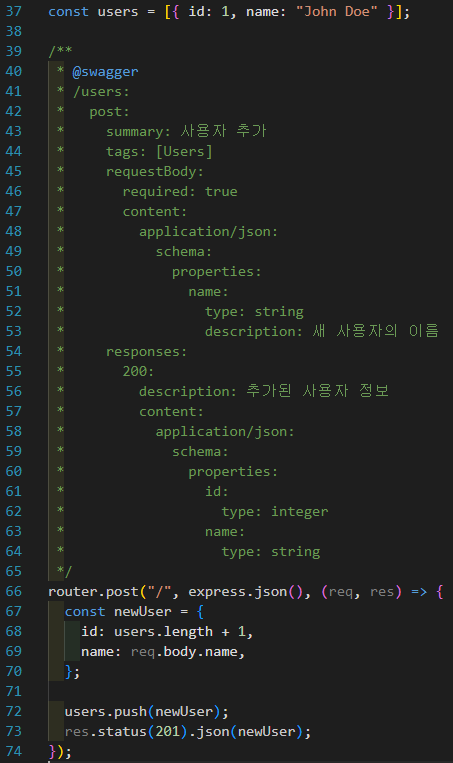 37 const users = [{ id: 1, name: "John Doe" }];
38
39 /**
40  * @swagger
41  * /users:
42  *   post:
43  *     summary: 사용자 추가
44  *     tags: [Users]
45  *     requestBody:
46  *       required: true
47  *       content:
48  *         application/json:
49  *           schema:
50  *             properties:
51  *               name:
52  *                 type: string
53  *                 description: 새 사용자의 이름
54  *     responses:
55  *       200:
56  *         description: 추가된 사용자 정보
57  *         content:
58  *           application/json:
59  *             schema:
60  *               properties:
61  *                 id:
62  *                   type: integer
63  *                 name:
64  *                   type: string
65  */
66 router.post("/", express.json(), (req, res) => {
67   const newUser = {
68     id: users.length + 1,
69     name: req.body.name,
70   };
71
72   users.push(newUser);
73   res.status(201).json(newUser);
74 });